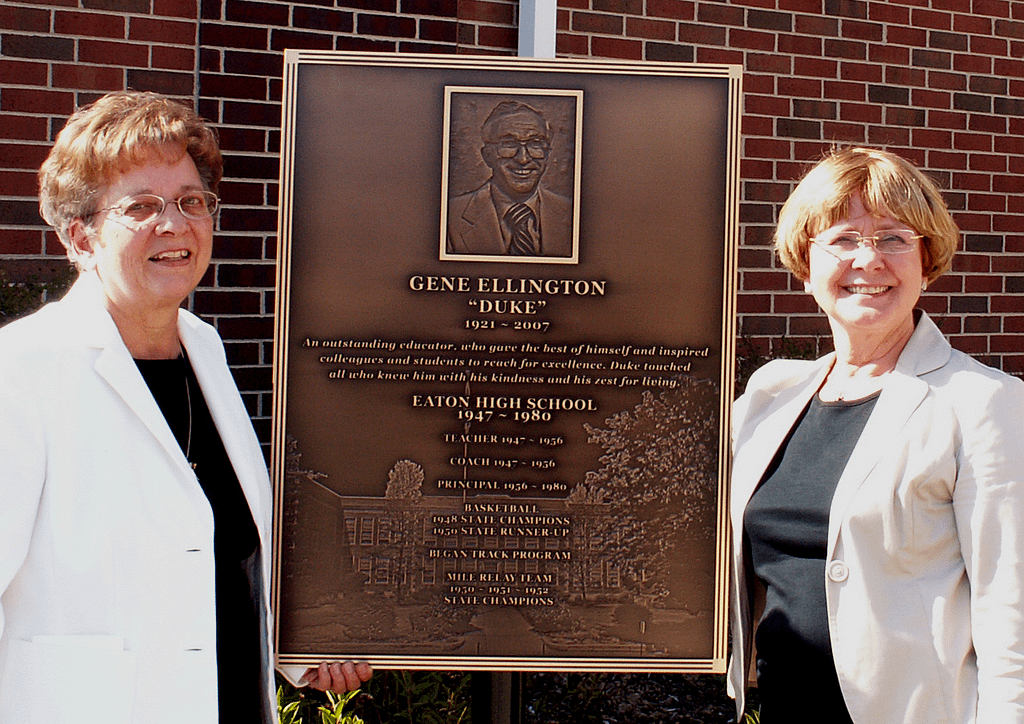 GENE ELLINGTON
"DUKE"
1921 ~ 2007
An outstanding educator, who gave the best of himself and inspired
colleagues and students to reach for excellence. Duke touched
all who knew him with his kindness and his zest for living.
EATON HIGH SCHOOL
1947 ~ 1980
TEACHER 1947 ~ 1956
COACH 1947 ~ 1956
PRINCIPAL 1956 ~ 1980
BASKETBALL
1948 STATE CHAMPIONS
1950 STATE RUNNER-UP
BEGAN TRACK PROGRAM
MILE RELAY TEAM
1950 ~ 1951 ~ 1952
STATE CHAMPIONS